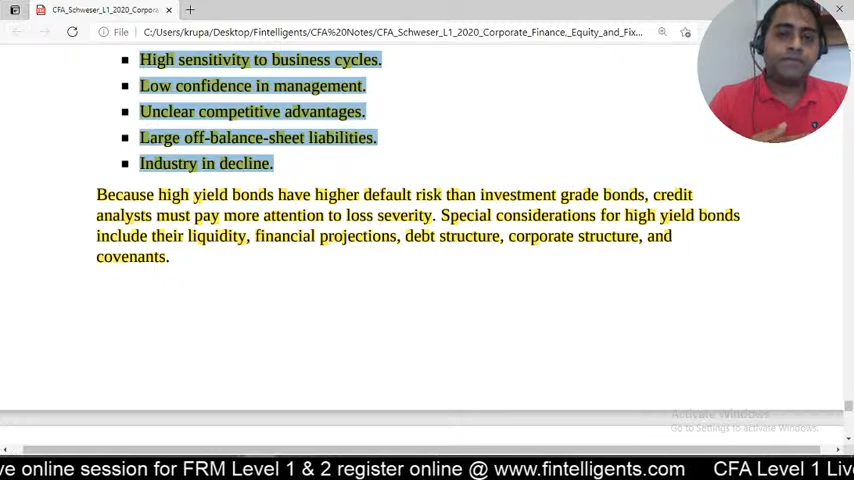 CFA_Schweser_L1_2020_Corpora
File
C:/Users/krupa/Desktop/Fintelligents/CFA%20Notes/CFA_Schweser_L1_2020_Corporate_Finance,_Equity_and_Fix...
High sensitivity to business cycles.
Low confidence in management.
Unclear competitive advantages.
Large off-balance-sheet liabilities.
Industry in decline.
Because high yield bonds have higher default risk than investment grade bonds, credit
analysts must pay more attention to loss severity. Special considerations for high yield bonds
include their liquidity, financial projections, debt structure, corporate structure, and
covenants.
Activate Windows
Go to Settings to activate Windows.
ve online session for FRM Level 1 & 2 register online @ www.fintelligents.com CFA Level 1 Live